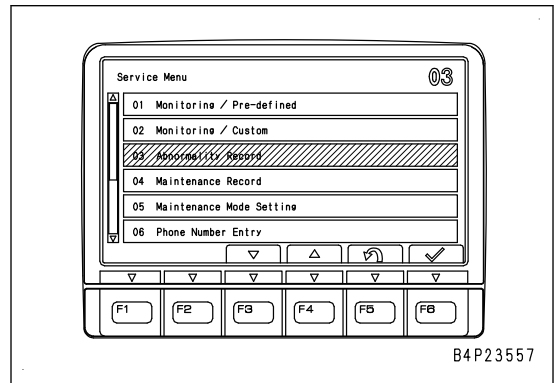 Service Menu 03
01 Monitoring / Pre-defined
02 Monitoring / Custom
03 Abnormality Record
04 Maintenance Record
05 Maintenance Mode Setting
06 Phone Number Entry
F1 F2 F3 F4 F5 F6
B4P23557